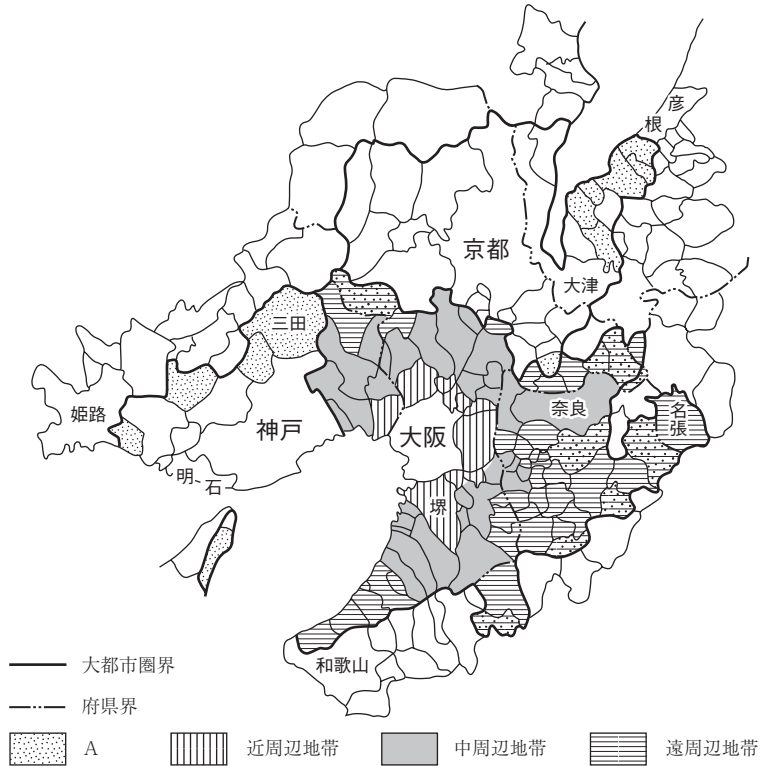 彦根
京都
大津
三田
姫路
神戸
明石
大阪
奈良
名張
堺
和歌山
大都市圏界
府県界
A
近周辺地帯
中周辺地帯
遠周辺地帯